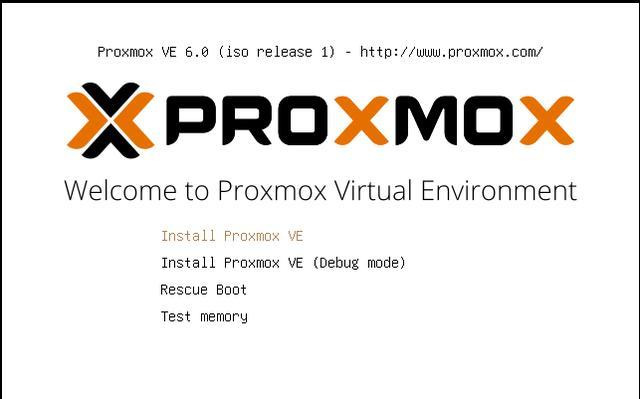 Proxmox VE 6.0 (iso release 1) - http://www.proxmox.com/
PROXMOX
Welcome to Proxmox Virtual Environment
Install Proxmox VE
Install Proxmox VE (Debug mode)
Rescue Boot
Test memory